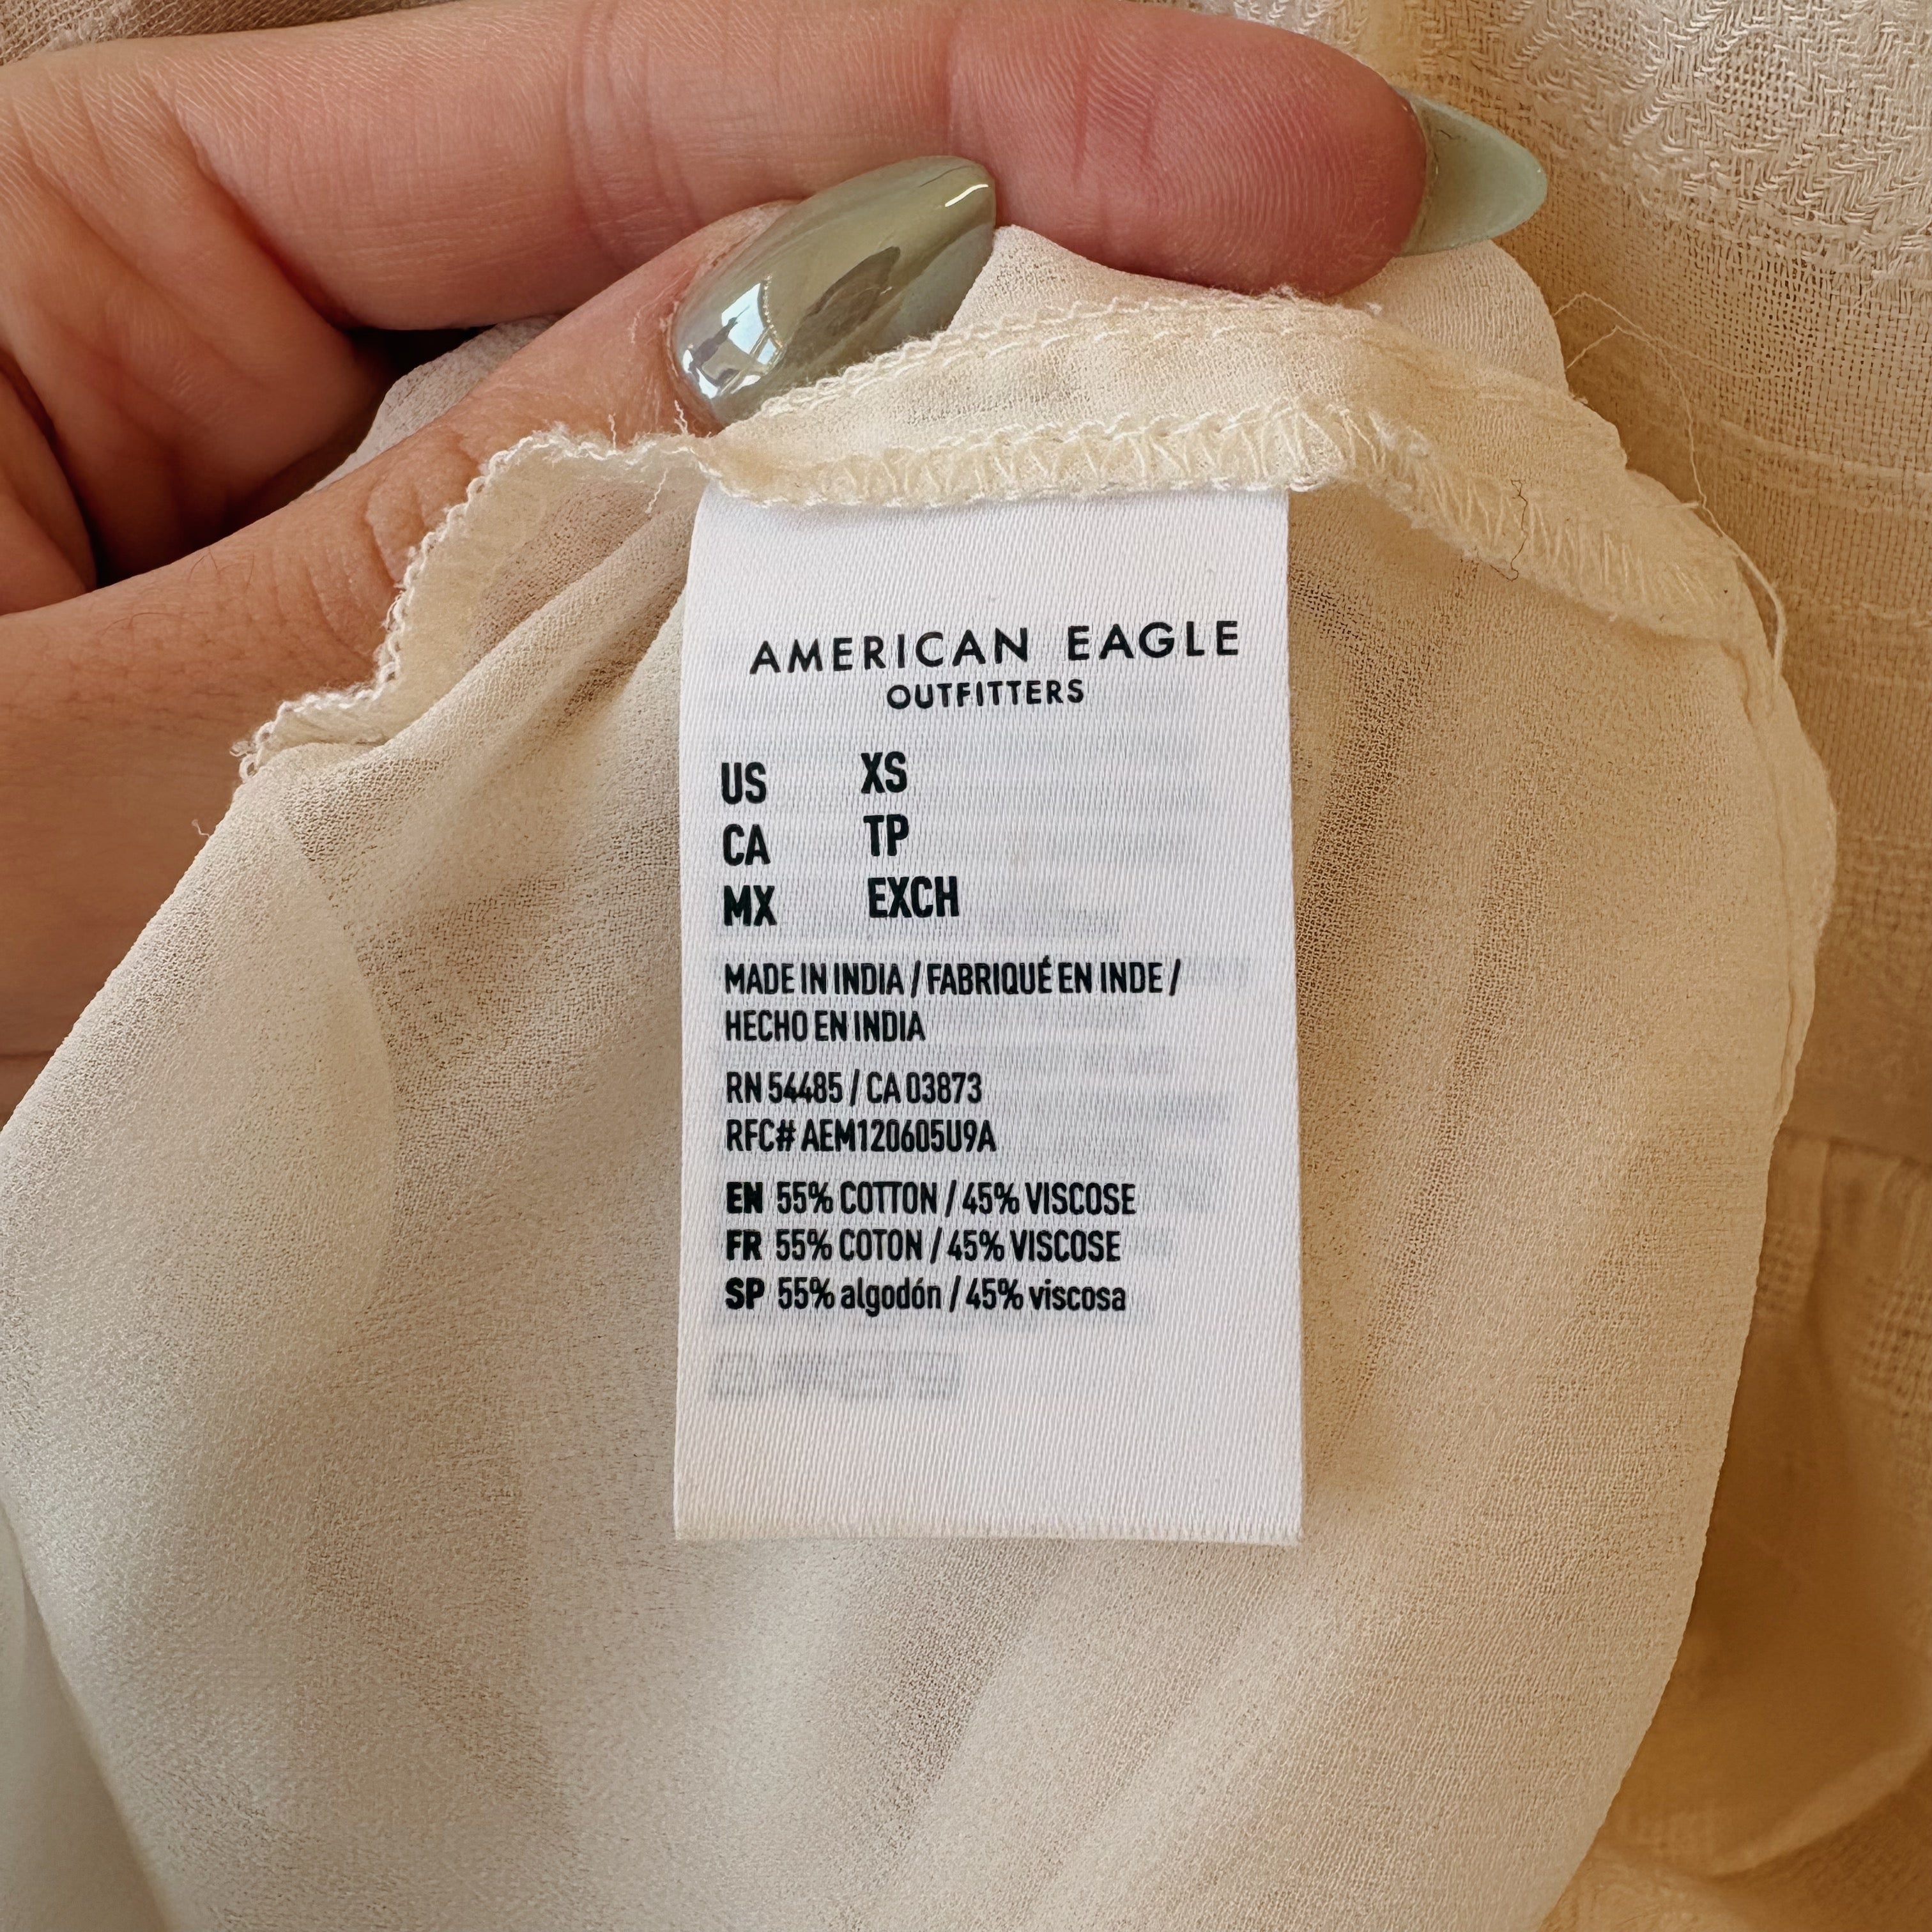 AMERICAN EAGLE
OUTFITTERS
US XS
CA TP
MX EXCH
MADE IN INDIA / FABRIQUÉ EN INDE /
HECHO EN INDIA
RN 54485 / CA 03873
RFC# AEM120605U9A
EN 55% COTTON / 45% VISCOSE
FR 55% COTON / 45% VISCOSE
SP 55% algodón / 45% viscosa